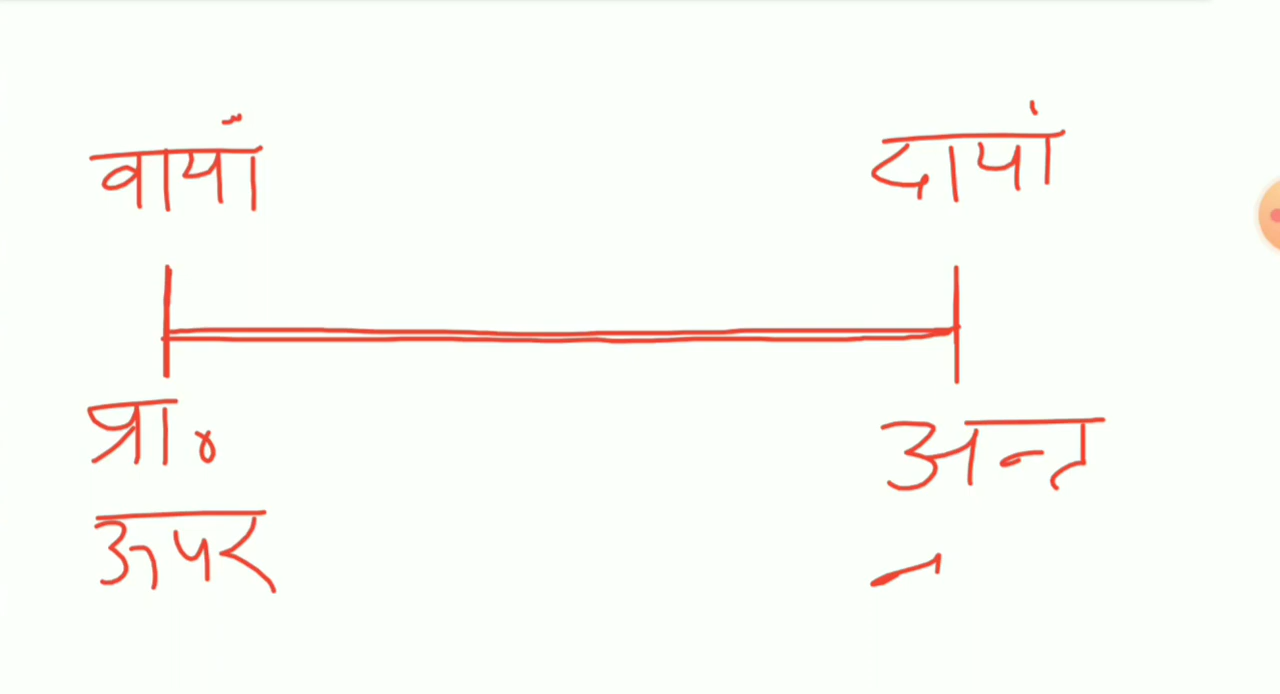 वायां दायां
प्रा० अन्त
ऊपर